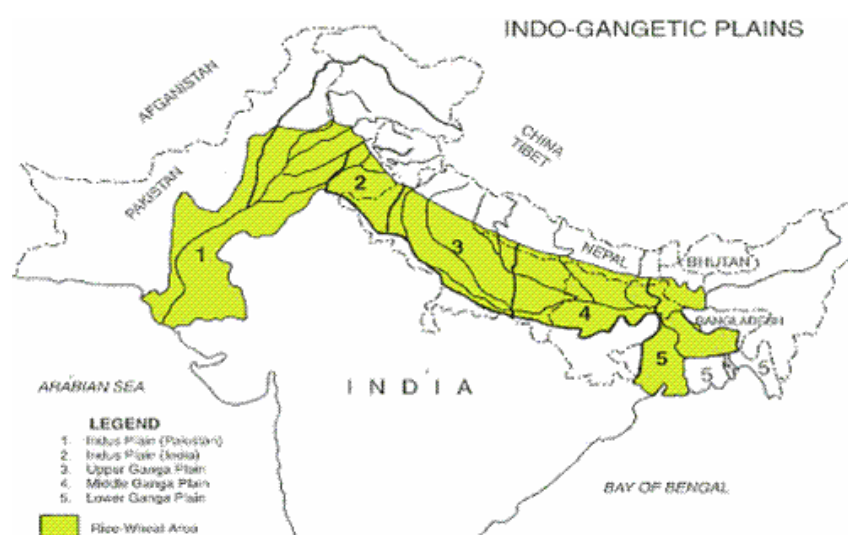 INDO-GANGETIC PLAINS
AFGANISTAN
CHINA
TIBET
PAKISTAN
2
3
1
NEPAL
BHUTAN
4
BANGLADESH
5
5
5
ARABIAN SEA
INDIA
LEGEND
1. Indus Plain (Pakistan)
2. Indus Plain (India)
3. Upper Ganga Plain
4. Middle Ganga Plain
5. Lower Ganga Plain
BAY OF BENGAL
Rice-Wheat Area